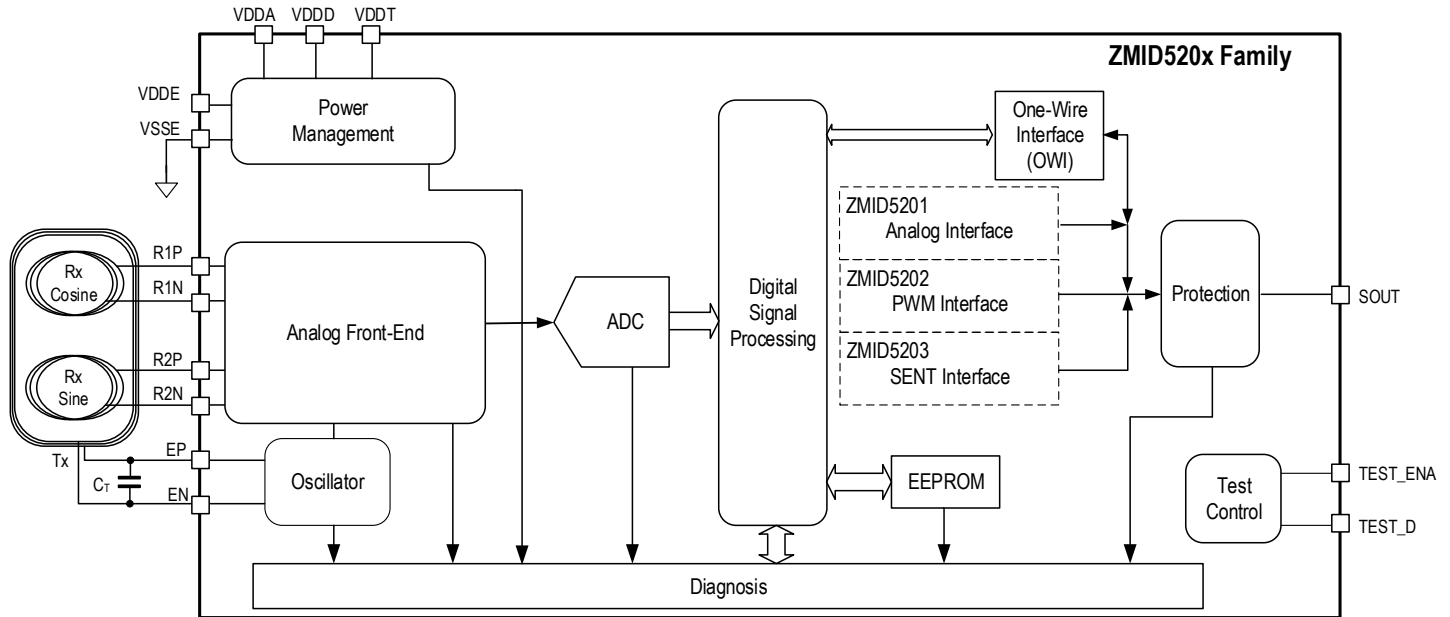 VDDA VDDD VDDT
ZMID520x Family
VDDE
VSSE
Power
Management
One-Wire
Interface
(OWI)
ZMID5201
Analog Interface
ZMID5202
PWM Interface
ZMID5203
SENT Interface
Rx
Cosine
Rx
Sine
R1P
R1N
R2P
R2N
Analog Front-End
ADC
Digital
Signal
Processing
Protection
SOUT
Tx
EP
CT
EN
Oscillator
EEPROM
Test
Control
TEST_ENA
TEST_D
Diagnosis